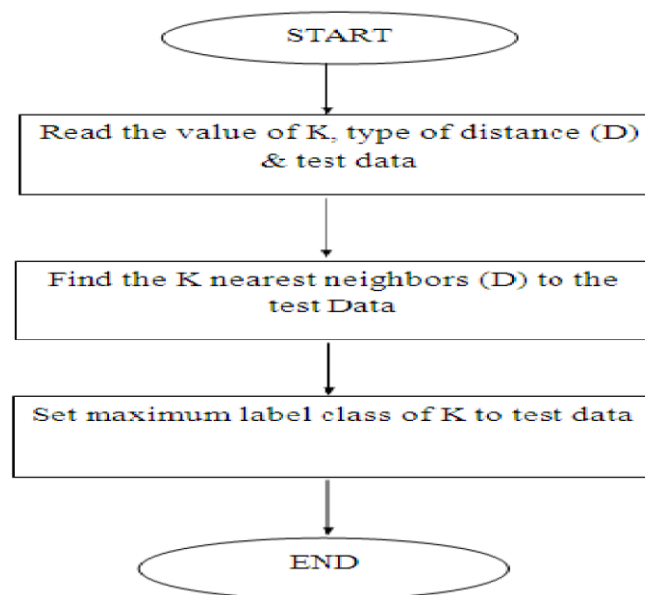 START
Read the value of K, type of distance (D)
& test data
Find the K nearest neighbors (D) to the
test Data
Set maximum label class of K to test data
END